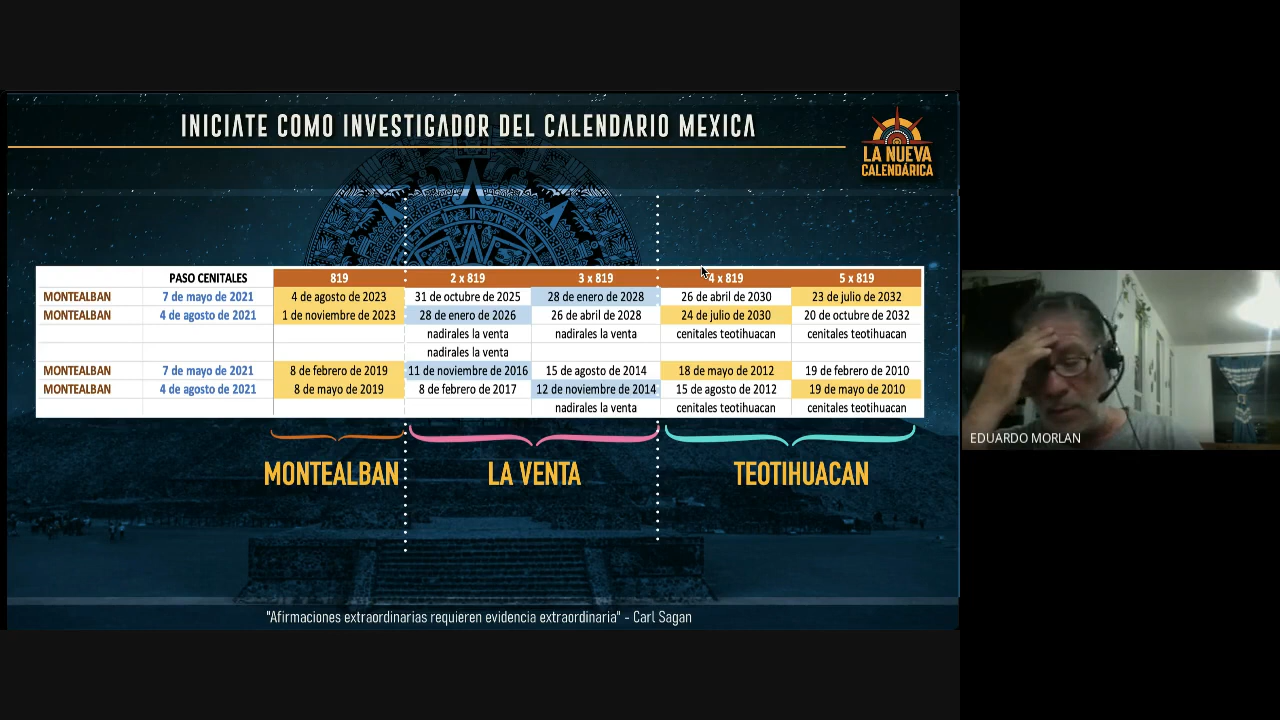 INICIATE COMO INVESTIGADOR DEL CALENDARIO MEXICA
LA NUEVA
CALENDÁRICA
PASO CENITALES 819 2 x 819 3 x 819 4 x 819 5 x 819
MONTEALBAN 7 de mayo de 2021 4 de agosto de 2023 31 de octubre de 2025 28 de enero de 2028 26 de abril de 2030 23 de julio de 2032
MONTEALBAN 4 de agosto de 2021 1 de noviembre de 2023 28 de enero de 2026 26 de abril de 2028 24 de julio de 2030 20 de octubre de 2032
nadirales la venta nadirales la venta cenitales teotihuacan cenitales teotihuacan
nadirales la venta
MONTEALBAN 7 de mayo de 2021 8 de febrero de 2019 11 de noviembre de 2016 15 de agosto de 2014 18 de mayo de 2012 19 de febrero de 2010
MONTEALBAN 4 de agosto de 2021 8 de mayo de 2019 8 de febrero de 2017 12 de noviembre de 2014 15 de agosto de 2012 19 de mayo de 2010
nadirales la venta cenitales teotihuacan cenitales teotihuacan
MONTEALBAN LA VENTA TEOTIHUACAN
"Afirmaciones extraordinarias requieren evidencia extraordinaria" - Carl Sagan
EDUARDO MORLAN